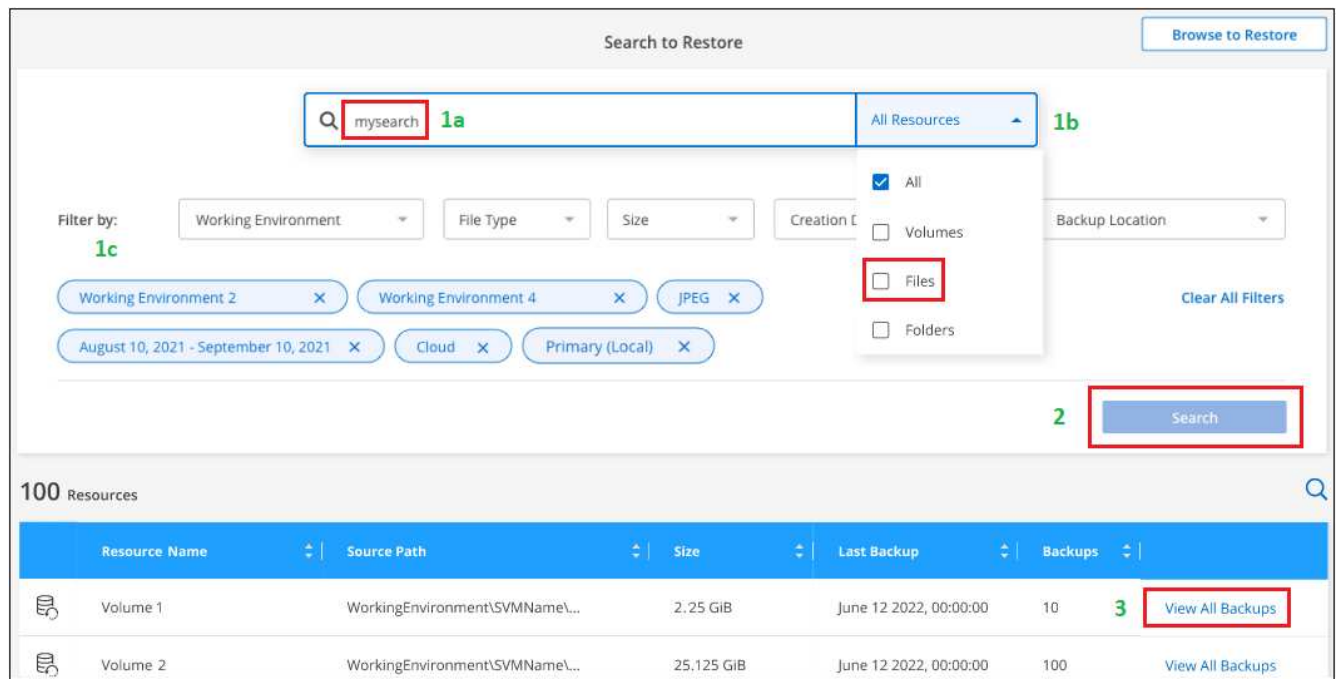 Search to Restore
Browse to Restore
mysearch 1a
All Resources 1b
All
Volumes
Files
Folders
Filter by: Working Environment File Type Size Creation D Backup Location
1c
Working Environment 2 × Working Environment 4 × JPEG ×
Clear All Filters
August 10, 2021 - September 10, 2021 × Cloud × Primary (Local) ×
2 Search
100 Resources
Resource Name Source Path Size Last Backup Backups
Volume 1 WorkingEnvironment\SVMName\... 2.25 GiB June 12 2022, 00:00:00 10 3 View All Backups
Volume 2 WorkingEnvironment\SVMName\... 25.125 GiB June 12 2022, 00:00:00 100 View All Backups